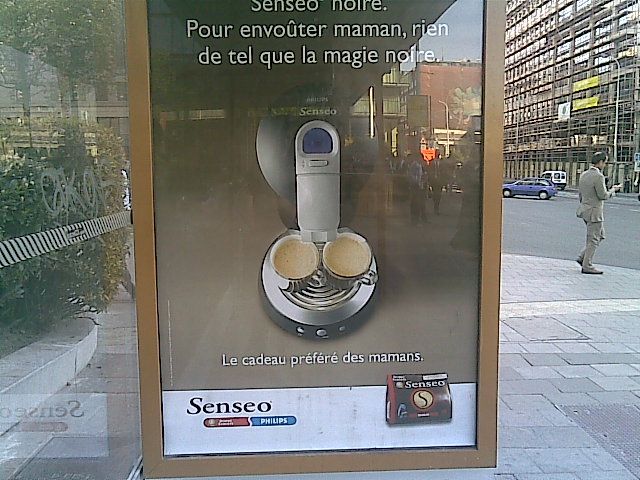 Senseo noire.
Pour envoûter maman, rien
de tel que la magie noire.
PHILIPS
Senseo
Le cadeau préféré des mamans.
Senseo
PHILIPS
Senseo